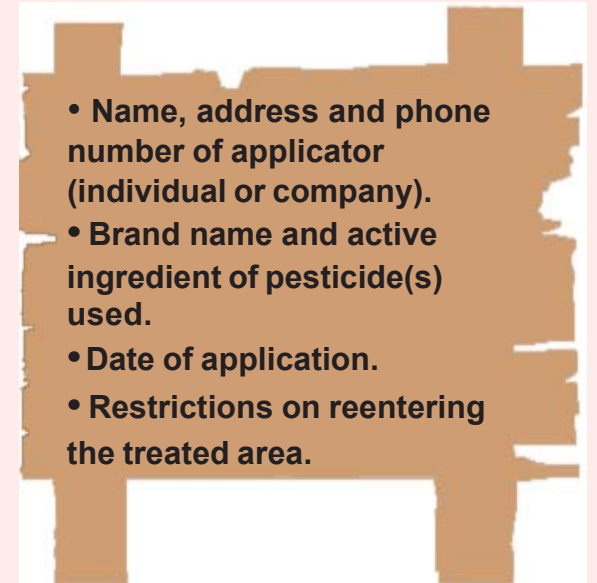 • Name, address and phone
number of applicator
(individual or company).
• Brand name and active
ingredient of pesticide(s)
used.
• Date of application.
• Restrictions on reentering
the treated area.